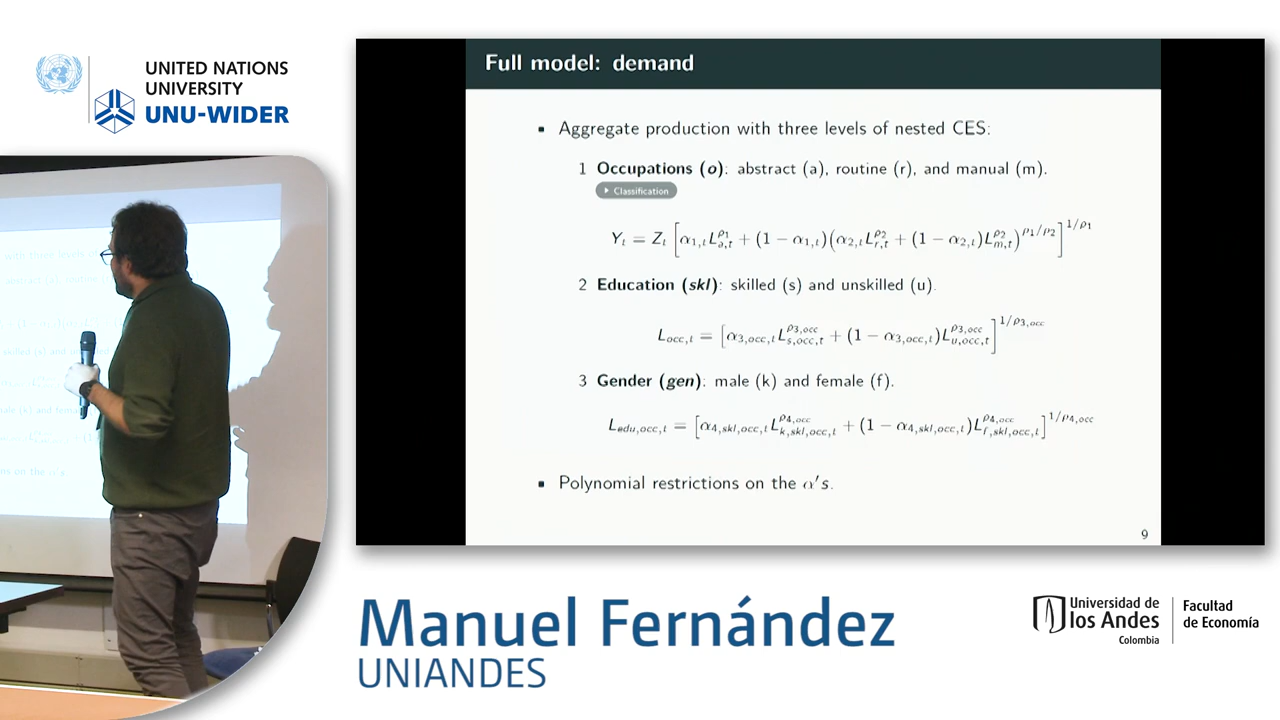 UNITED NATIONS
UNIVERSITY
UNU-WIDER
Full model: demand
▪ Aggregate production with three levels of nested CES:
1 Occupations (o): abstract (a), routine (r), and manual (m).
▸ Classification
Y_t = Z_t [α_{1,t}L_{a,t}^{ρ_1} + (1 − α_{1,t})(α_{2,t}L_{r,t}^{ρ_2} + (1 − α_{2,t})L_{m,t}^{ρ_2})^{ρ_1/ρ_2}]^{1/ρ_1}
2 Education (skl): skilled (s) and unskilled (u).
L_{occ,t} = [α_{3,occ,t}L_{s,occ,t}^{ρ_{3,occ}} + (1 − α_{3,occ,t})L_{u,occ,t}^{ρ_{3,occ}}]^{1/ρ_{3,occ}}
3 Gender (gen): male (k) and female (f).
L_{edu,occ,t} = [α_{4,skl,occ,t}L_{k,skl,occ,t}^{ρ_{4,occ}} + (1 − α_{4,skl,occ,t})L_{f,skl,occ,t}^{ρ_{4,occ}}]^{1/ρ_{4,occ}}
▪ Polynomial restrictions on the α's.
9
Manuel Fernández
UNIANDES
Universidad de
los Andes
Colombia
Facultad
de Economía